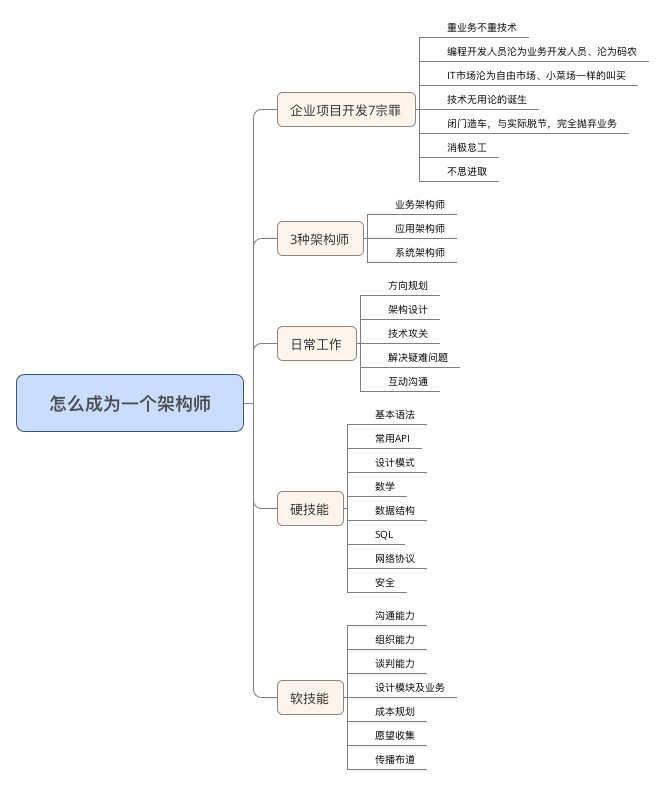 怎么成为一个架构师
企业项目开发7宗罪
重业务不重技术
编程开发人员沦为业务开发人员、沦为码农
IT市场沦为自由市场、小菜场一样的叫买
技术无用论的诞生
闭门造车，与实际脱节，完全抛弃业务
消极怠工
不思进取
3种架构师
业务架构师
应用架构师
系统架构师
日常工作
方向规划
架构设计
技术攻关
解决疑难问题
互动沟通
硬技能
基本语法
常用API
设计模式
数学
数据结构
SQL
网络协议
安全
软技能
沟通能力
组织能力
谈判能力
设计模块及业务
成本规划
愿望收集
传播布道